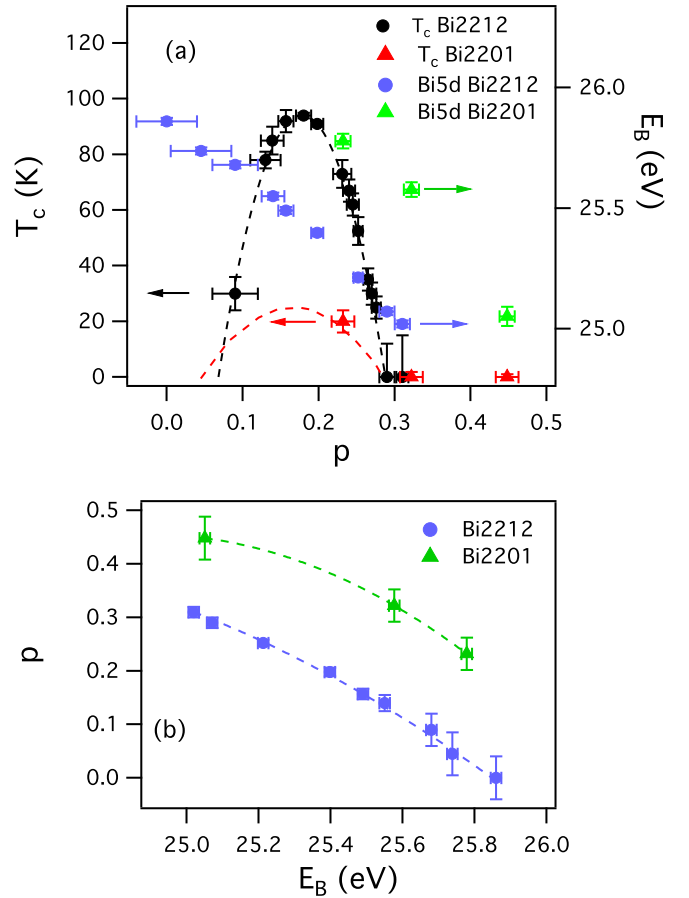 (a)
T_c Bi2212
T_c Bi2201
Bi5d Bi2212
Bi5d Bi2201
120
100
80
60
40
20
0
T_c (K)
26.0
25.5
25.0
E_B (eV)
0.0 0.1 0.2 0.3 0.4 0.5
p
Bi2212
Bi2201
0.5
0.4
0.3
0.2
0.1
0.0
p
(b)
25.0 25.2 25.4 25.6 25.8 26.0
E_B (eV)